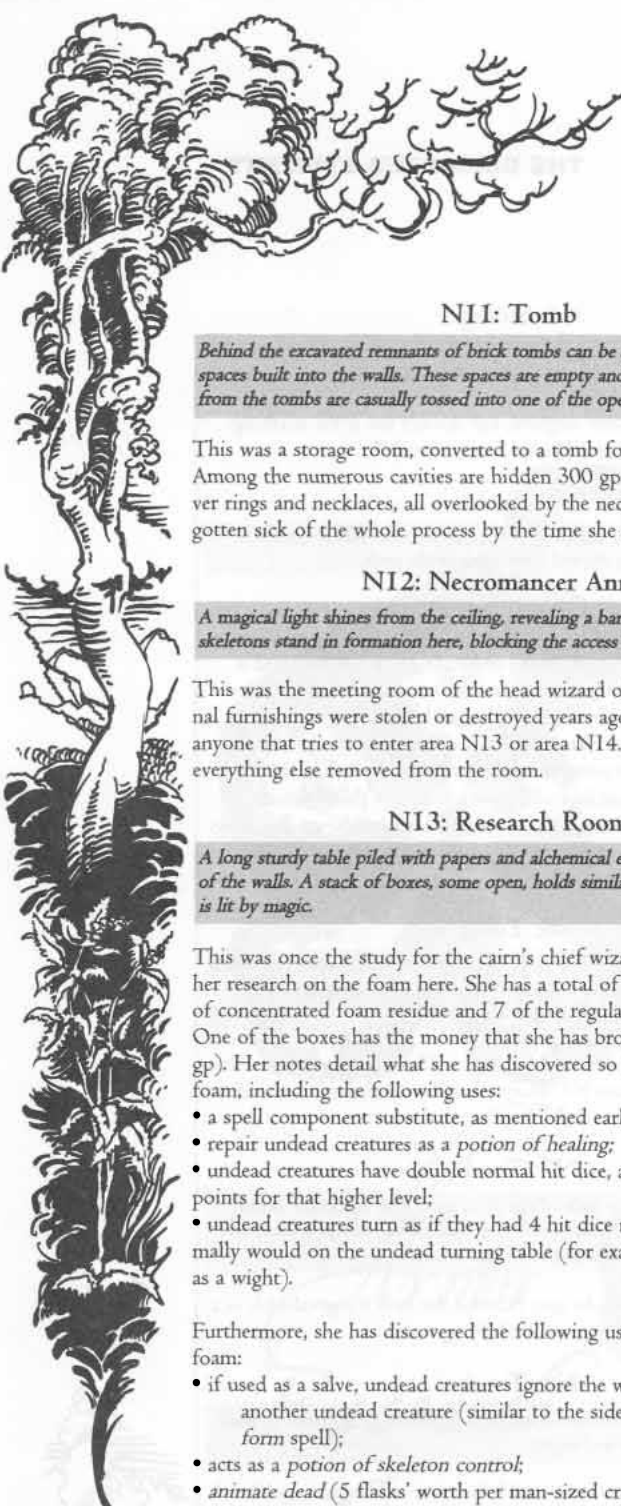 N11: Tomb
Behind the excavated remnants of brick tombs can be
spaces built into the walls. These spaces are empty and
from the tombs are casually tossed into one of the ope
This was a storage room, converted to a tomb fo
Among the numerous cavities are hidden 300 gp
ver rings and necklaces, all overlooked by the nec
gotten sick of the whole process by the time she
N12: Necromancer Ann
A magical light shines from the ceiling, revealing a bar
skeletons stand in formation here, blocking the access
This was the meeting room of the head wizard o
nal furnishings were stolen or destroyed years ago
anyone that tries to enter area N13 or area N14.
everything else removed from the room.
N13: Research Room
A long sturdy table piled with papers and alchemical e
of the walls. A stack of boxes, some open, holds simil
is lit by magic.
This was once the study for the cairn's chief wiza
her research on the foam here. She has a total of
of concentrated foam residue and 7 of the regula
One of the boxes has the money that she has bro
gp). Her notes detail what she has discovered so
foam, including the following uses:
• a spell component substitute, as mentioned earl
• repair undead creatures as a potion of healing;
• undead creatures have double normal hit dice, a
points for that higher level;
• undead creatures turn as if they had 4 hit dice
mally would on the undead turning table (for exa
as a wight).
Furthermore, she has discovered the following us
foam:
• if used as a salve, undead creatures ignore the w
another undead creature (similar to the side
form spell);
• acts as a potion of skeleton control;
• animate dead (5 flasks' worth per man-sized cr